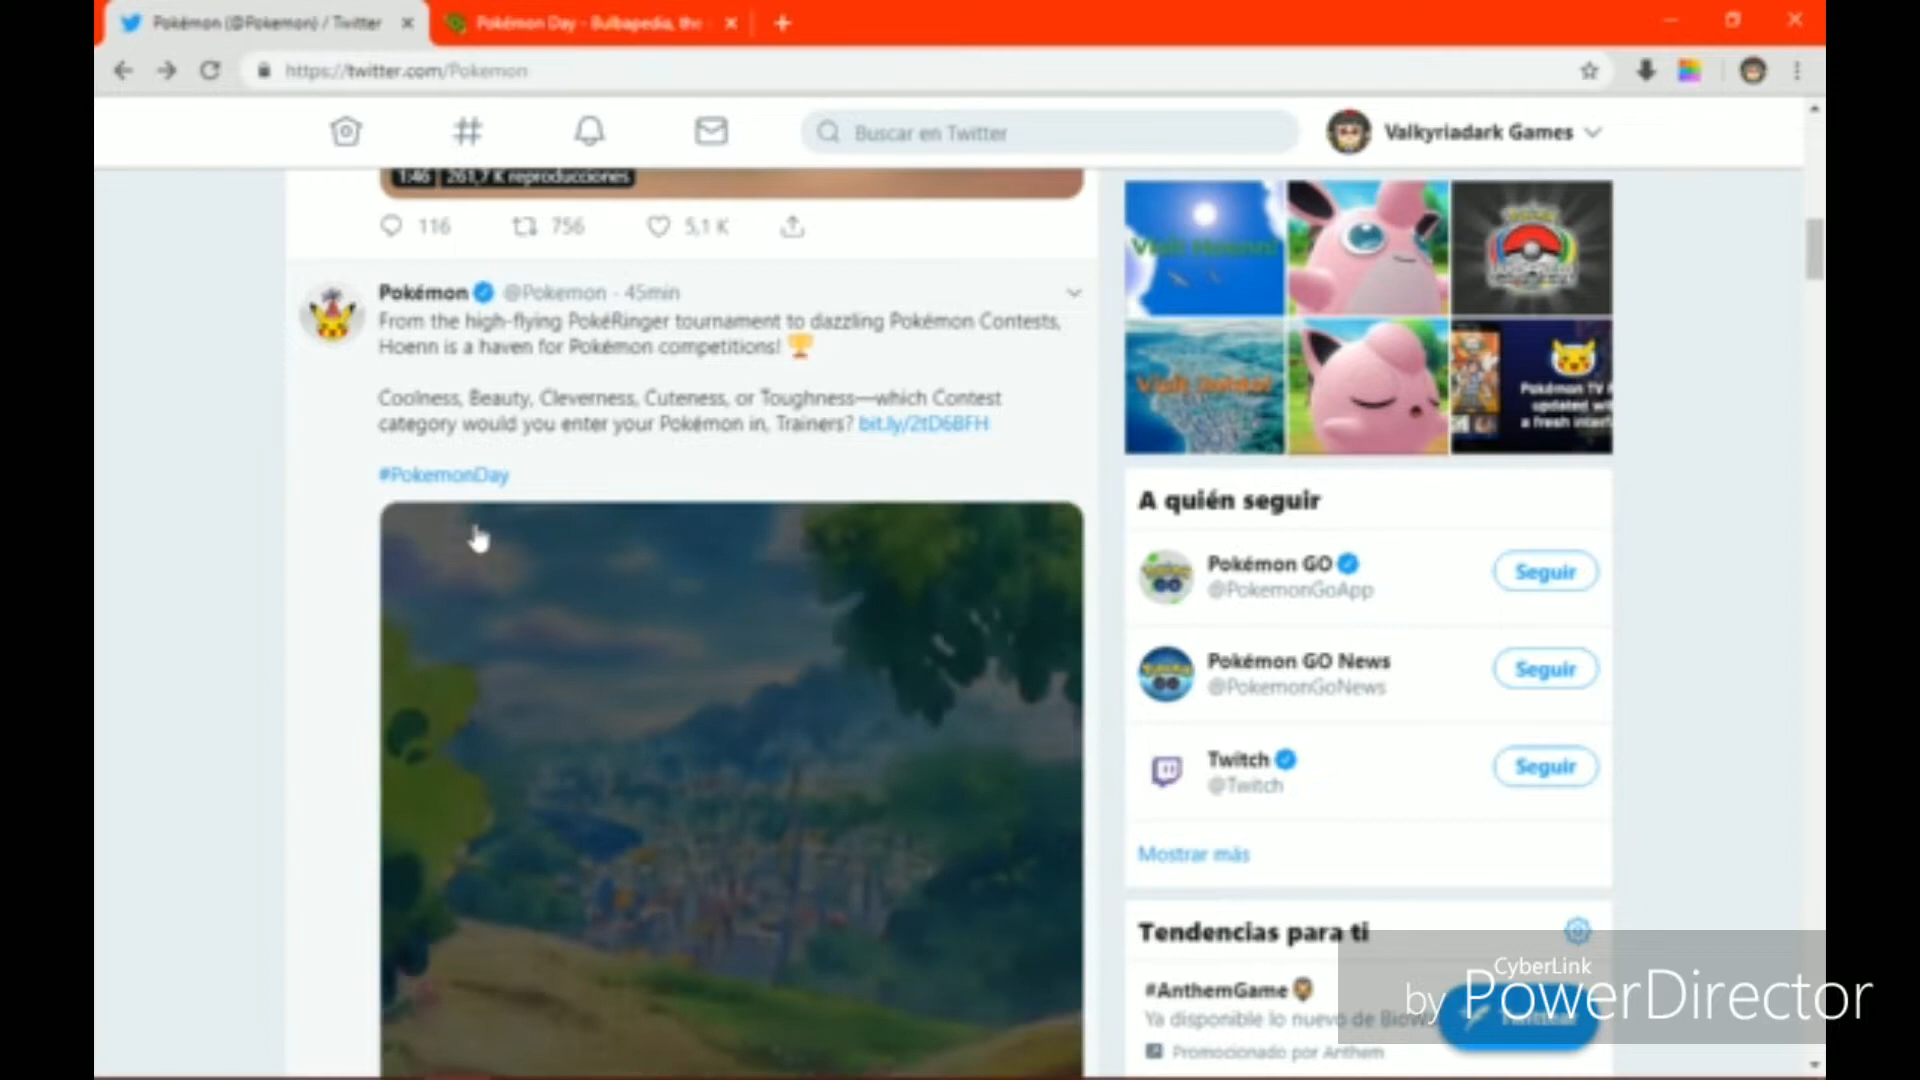 Pokémon (@Pokemon) / Twitter
Pokémon Day - Bulbapedia, the
https://twitter.com/Pokemon
Buscar en Twitter
Valkyriadark Games
1:46 261,7 K reproducciones
116 756 5,1 K
Pokémon @Pokemon · 45min
From the high-flying PokéRinger tournament to dazzling Pokémon Contests,
Hoenn is a haven for Pokémon competitions! 🏆
Coolness, Beauty, Cleverness, Cuteness, or Toughness—which Contest
category would you enter your Pokémon in, Trainers? bit.ly/2tD6BFH
#PokemonDay
Visit Hoenn!
Visit Johto!
Pokémon TV
updated wi
a fresh inter
A quién seguir
Pokémon GO
@PokemonGoApp
Seguir
Pokémon GO News
@PokemonGoNews
Seguir
Twitch
@Twitch
Seguir
Mostrar más
Tendencias para ti
#AnthemGame
Ya disponible lo nuevo de BioW
Promocionado por Anthem
CyberLink
by PowerDirector